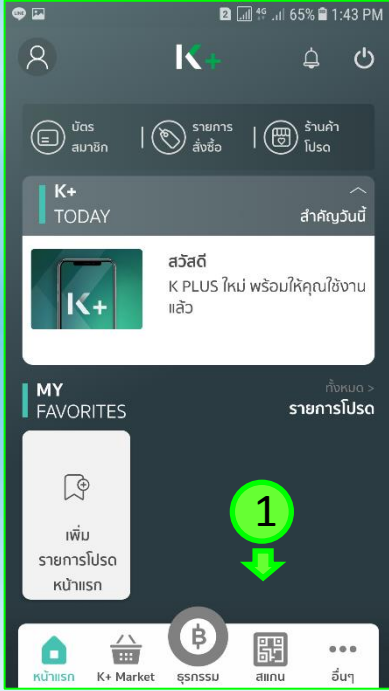 2 4G 65% 1:43 PM
K+
บัตร
สมาชิก
รายการ
สั่งซื้อ
ร้านค้า
โปรด
K+
TODAY
สำคัญวันนี้
K+
สวัสดี
K PLUS ใหม่ พร้อมให้คุณใช้งาน
แล้ว
MY
FAVORITES
ทั้งหมด >
รายการโปรด
เพิ่ม
รายการโปรด
หน้าแรก
1
หน้าแรก
K+ Market
ธุรกรรม
สแกน
อื่นๆ